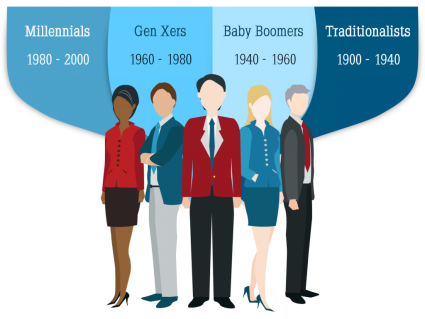 Millennials
1980 - 2000
Gen Xers
1960 - 1980
Baby Boomers
1940 - 1960
Traditionalists
1900 - 1940